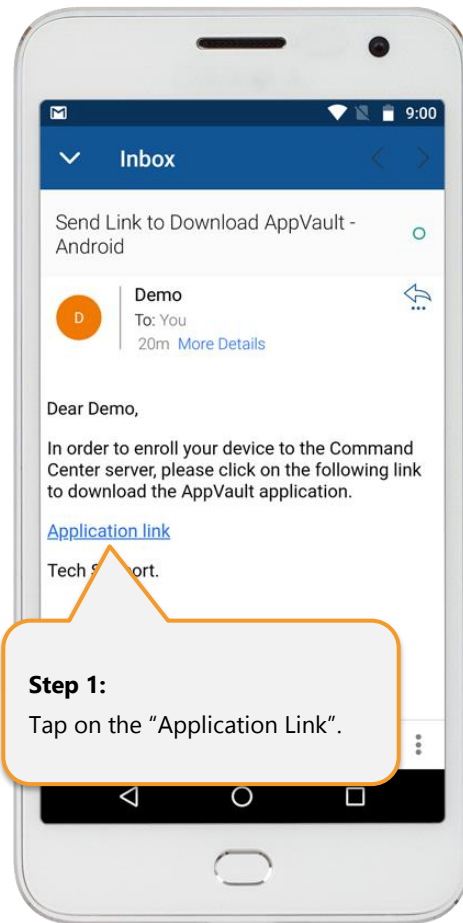 9:00
Inbox
Send Link to Download AppVault -
Android
D
Demo
To: You
20m More Details
Dear Demo,
In order to enroll your device to the Command
Center server, please click on the following link
to download the AppVault application.
Application link
Tech
Step 1:
Tap on the “Application Link”.